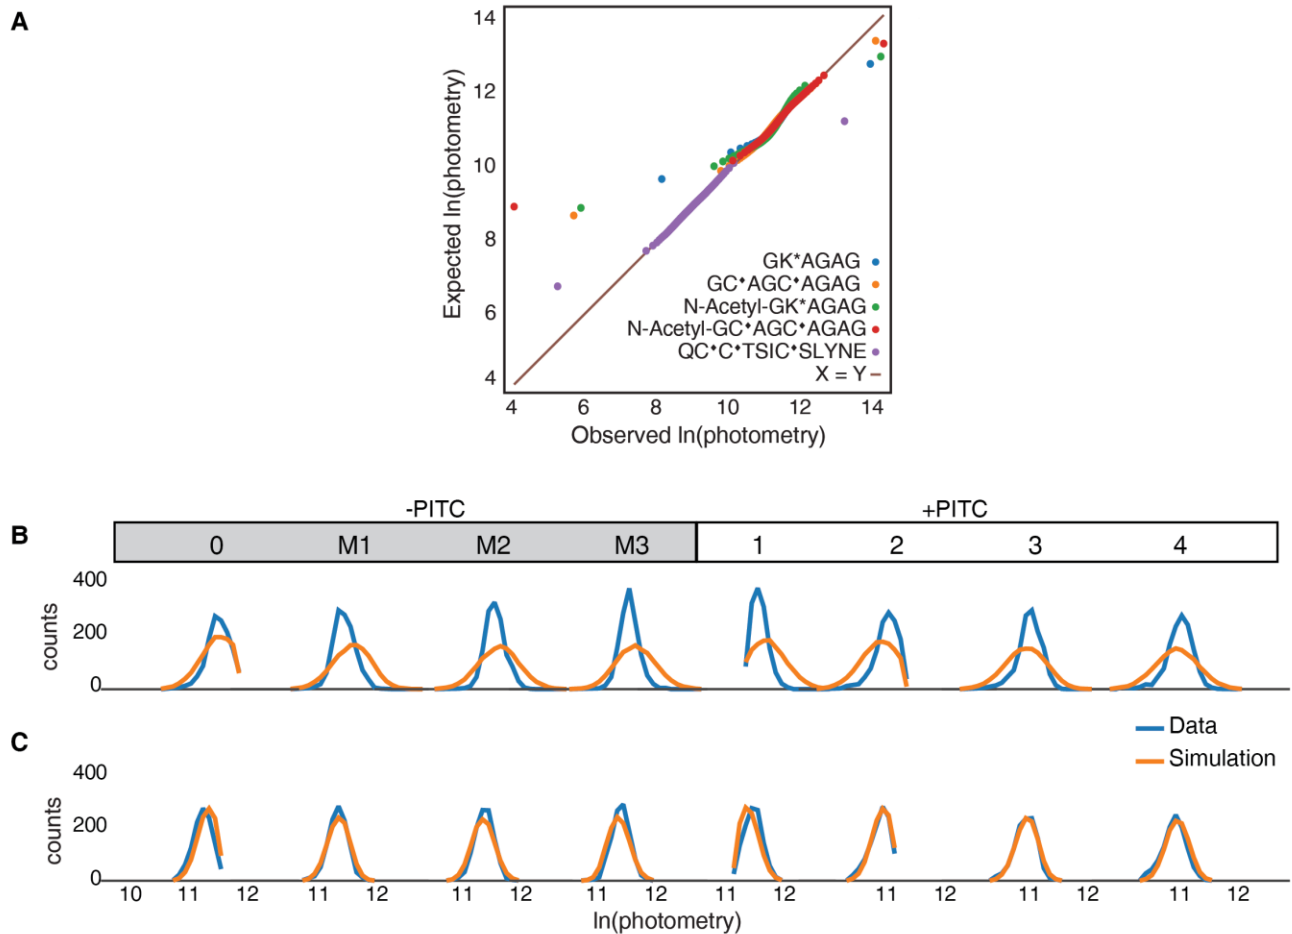 A
14
12
10
8
6
4
Expected ln(photometry)
GK*AGAG
GC♦AGC♦AGAG
N-Acetyl-GK*AGAG
N-Acetyl-GC♦AGC♦AGAG
QC♦C♦TSIC♦SLYNE
X = Y
4 6 8 10 12 14
Observed ln(photometry)
-PITC +PITC
B
0 M1 M2 M3 1 2 3 4
400
200
0
counts
Data
Simulation
C
400
200
0
counts
10 11 12 11 12 11 12 11 12 11 12 11 12 11 12 11 12
ln(photometry)